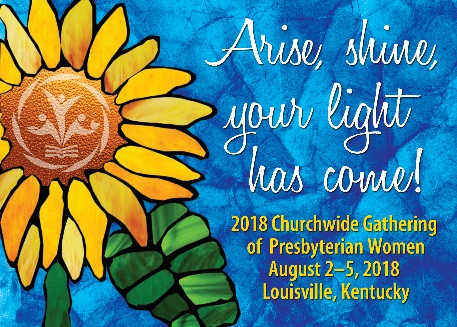 Arise, shine,
your light
has come!
2018 Churchwide Gathering
of Presbyterian Women
August 2–5, 2018
Louisville, Kentucky